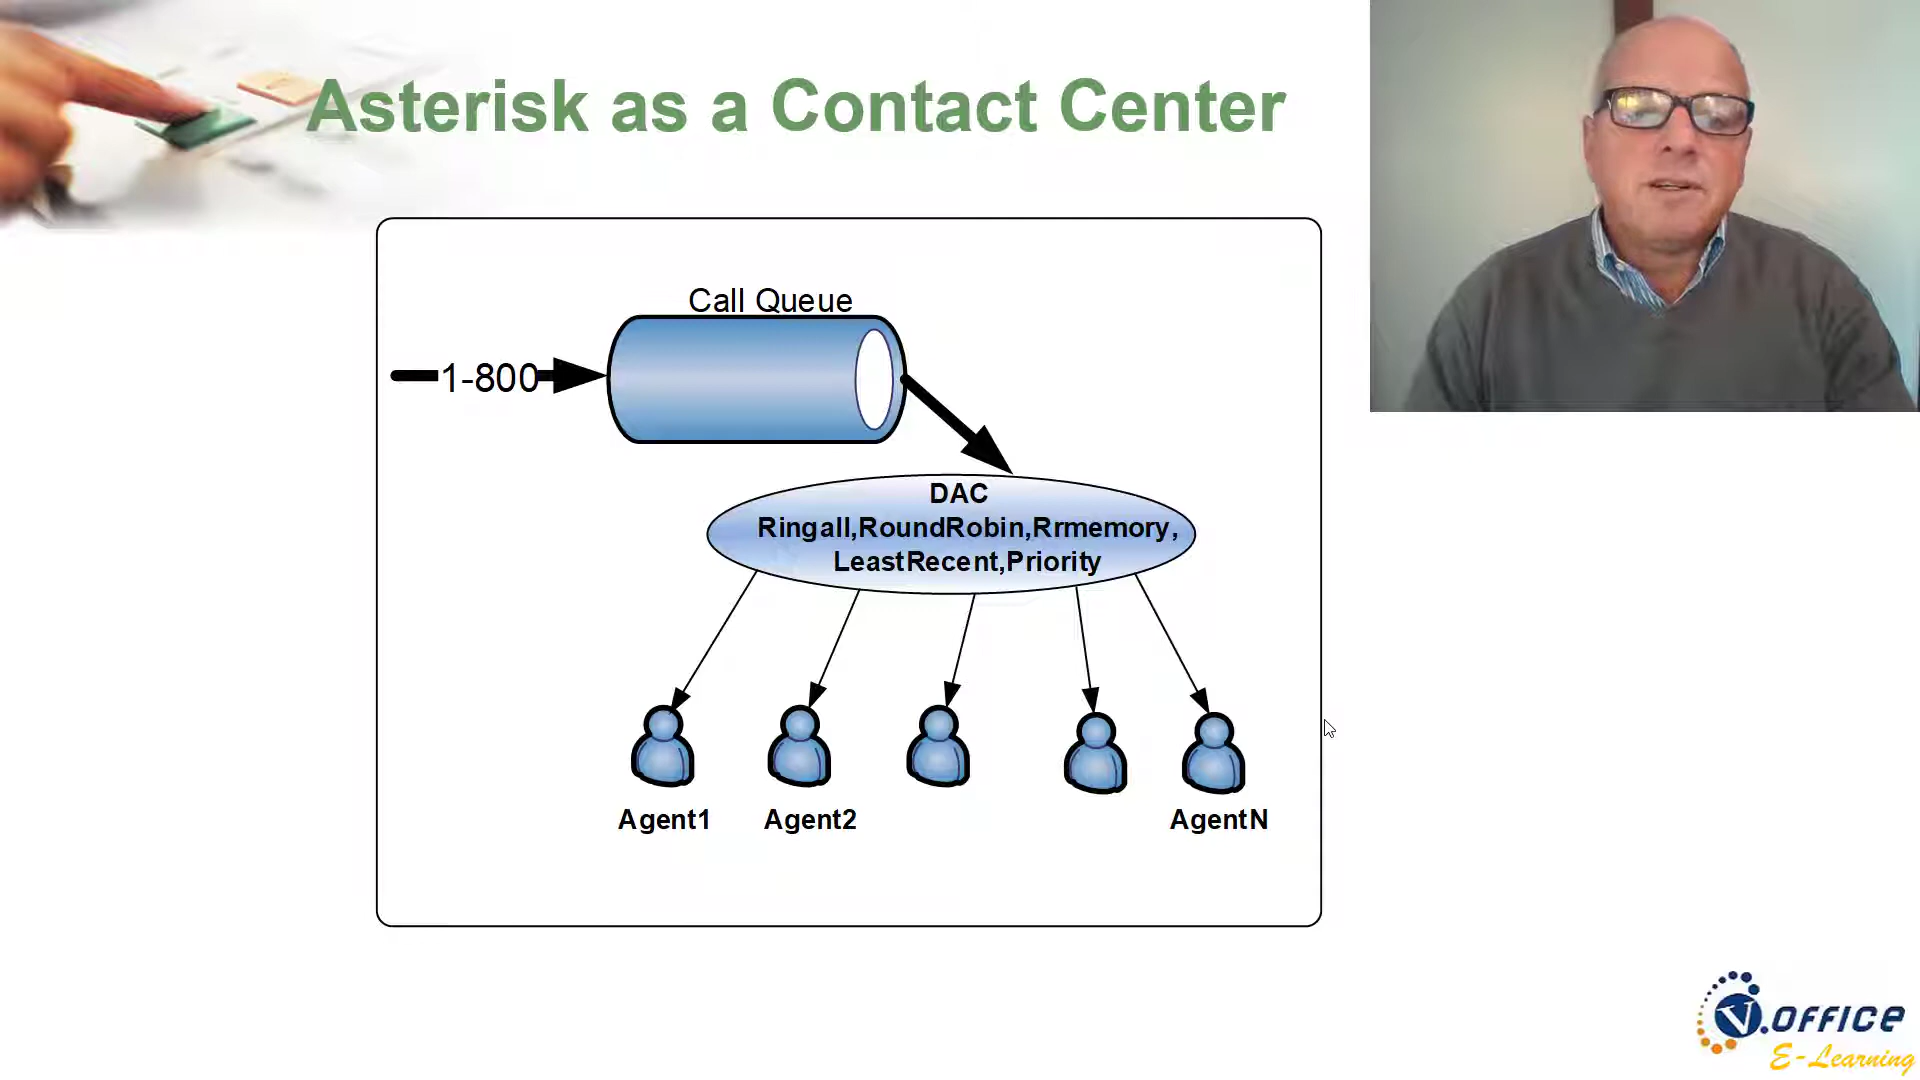 Asterisk as a Contact Center
Call Queue
1-800
DAC
Ringall,RoundRobin,Rrmemory,
LeastRecent,Priority
Agent1 Agent2 AgentN
V.OFFICE
E-Learning